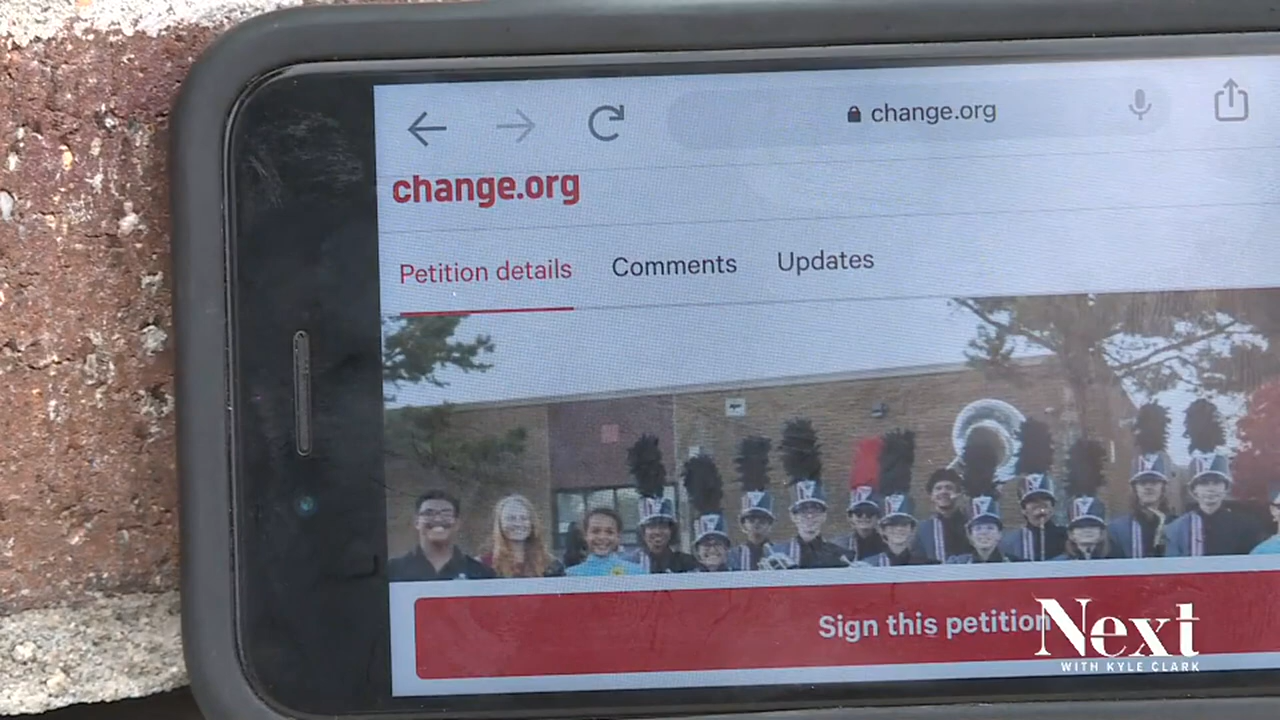 change.org
change.org
Petition details Comments Updates
Sign this petition
Next
WITH KYLE CLARK